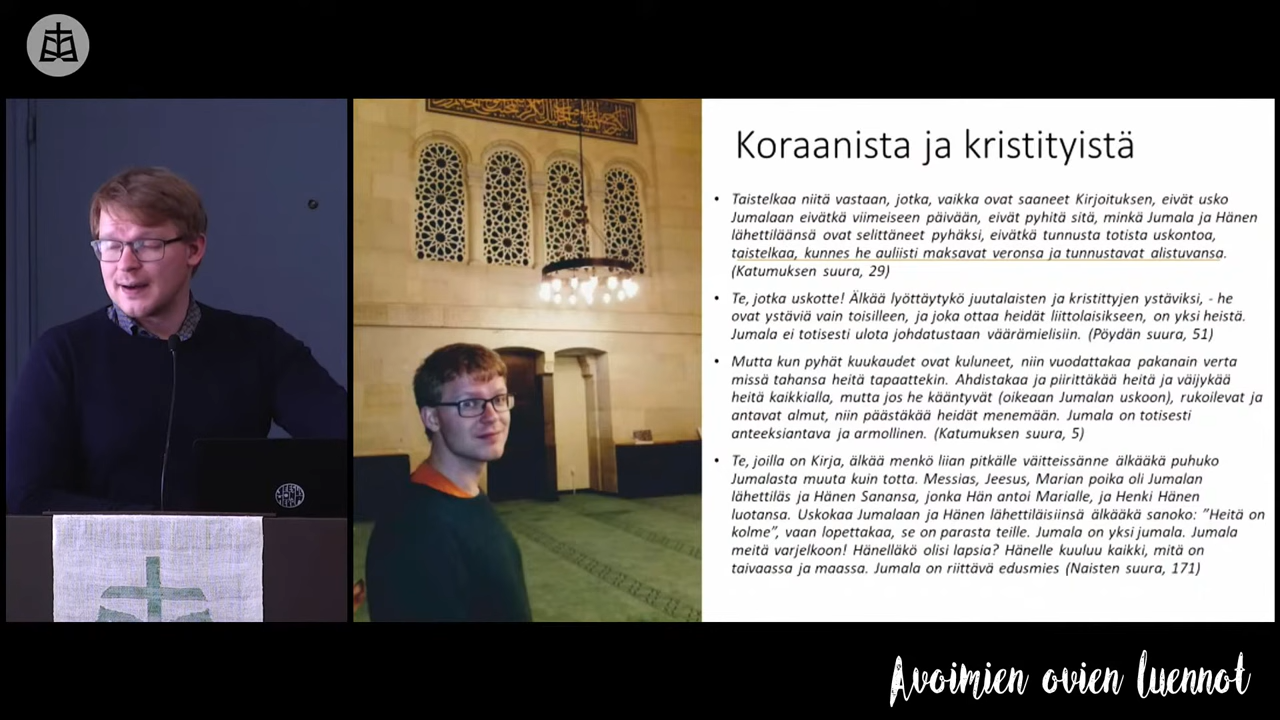 Koraanista ja kristityistä
• Taistelkaa niitä vastaan, jotka, vaikka ovat saaneet Kirjoituksen, eivät usko
Jumalaan eivätkä viimeiseen päivään, eivät pyhitä sitä, minkä Jumala ja Hänen
lähettiläänsä ovat selittäneet pyhäksi, eivätkä tunnusta totista uskontoa,
taistelkaa, kunnes he auliisti maksavat veronsa ja tunnustavat alistuvansa.
(Katumuksen suura, 29)
• Te, jotka uskotte! Älkää lyöttäytykö juutalaisten ja kristittyjen ystäviksi, - he
ovat ystäviä vain toisilleen, ja joka ottaa heidät liittolaisikseen, on yksi heistä.
Jumala ei totisesti ulota johdatustaan väärämielisiin. (Pöydän suura, 51)
• Mutta kun pyhät kuukaudet ovat kuluneet, niin vuodattakaa pakanain verta
missä tahansa heitä tapaattekin. Ahdistakaa ja piirittäkää heitä ja väijykää
heitä kaikkialla, mutta jos he kääntyvät (oikeaan Jumalan uskoon), rukoilevat ja
antavat almut, niin päästäkää heidät menemään. Jumala on totisesti
anteeksiantava ja armollinen. (Katumuksen suura, 5)
• Te, joilla on Kirja, älkää menkö liian pitkälle väitteissänne älkääkä puhuko
Jumalasta muuta kuin totta. Messias, Jeesus, Marian poika oli Jumalan
lähettiläs ja Hänen Sanansa, jonka Hän antoi Marialle, ja Henki Hänen
luotansa. Uskokaa Jumalaan ja Hänen lähettiläisiinsä älkääkä sanoko: ”Heitä on
kolme”, vaan lopettakaa, se on parasta teille. Jumala on yksi jumala. Jumala
meitä varjelkoon! Hänelläkö olisi lapsia? Hänelle kuuluu kaikki, mitä on
taivaassa ja maassa. Jumala on riittävä edusmies (Naisten suura, 171)
Avoimien ovien luennot